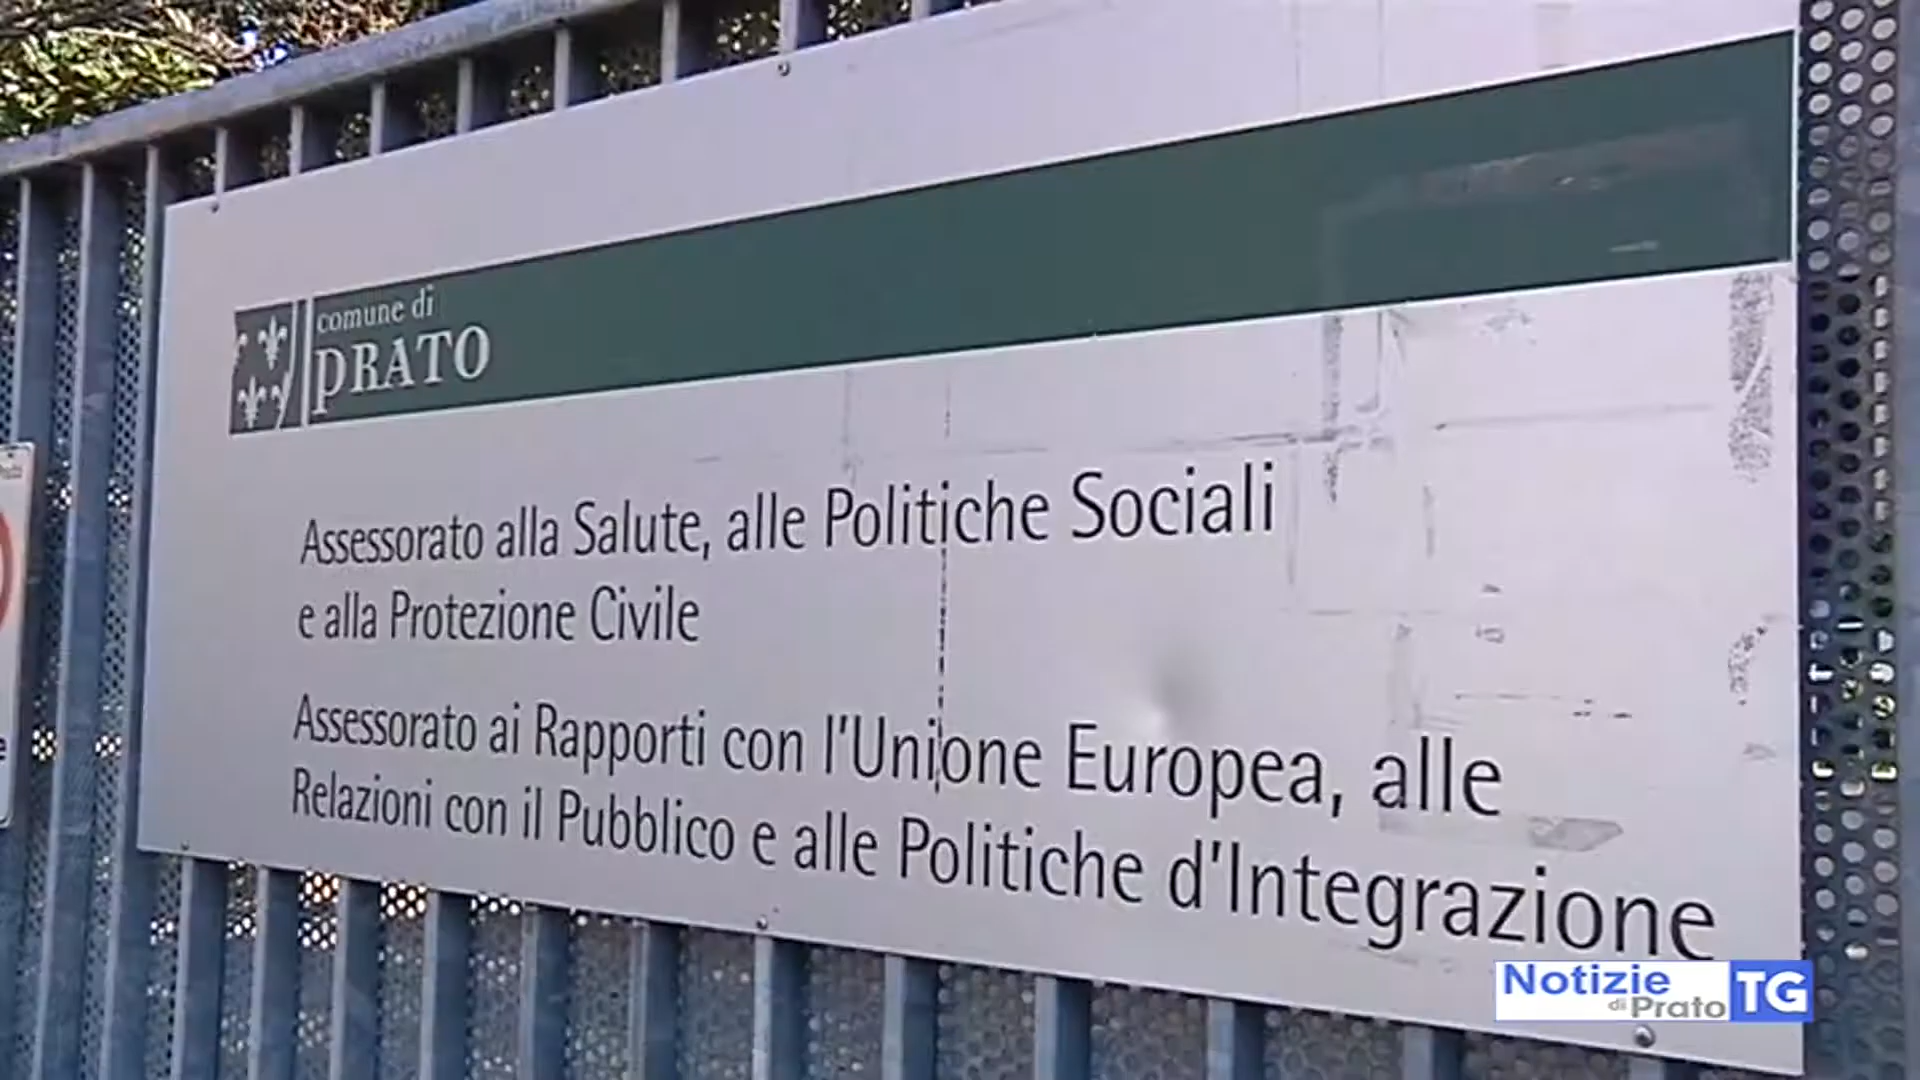 comune di
PRATO
Assessorato alla Salute, alle Politiche Sociali
e alla Protezione Civile
Assessorato ai Rapporti con l'Unione Europea, alle
Relazioni con il Pubblico e alle Politiche d'Integrazione
Notizie
di Prato
TG